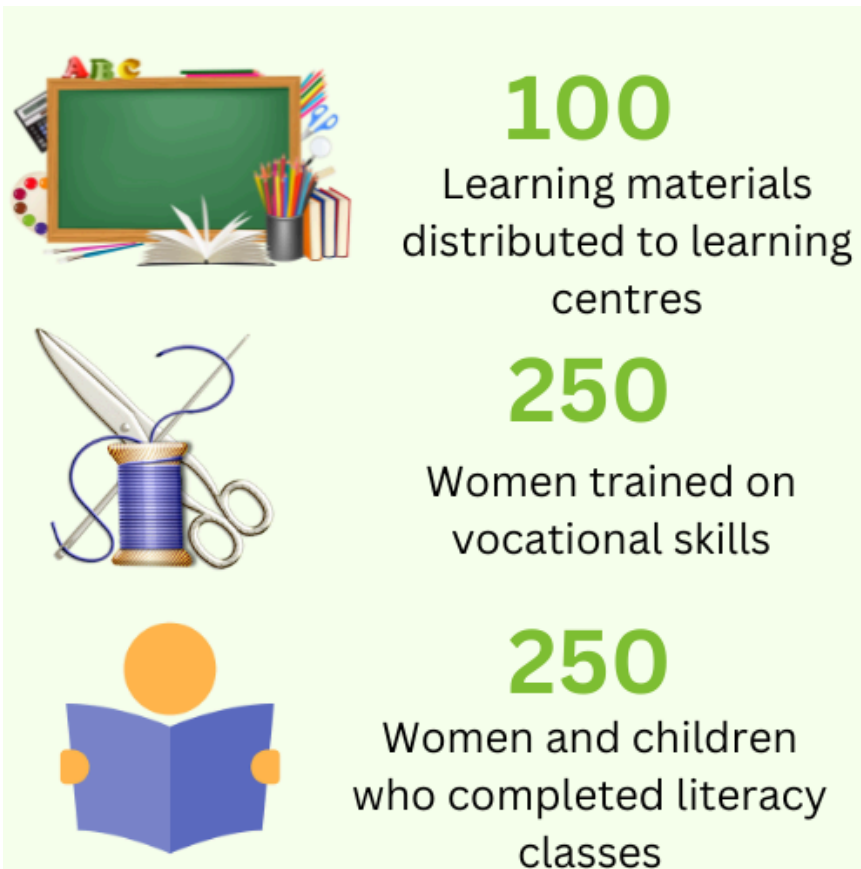 ABC
100
Learning materials
distributed to learning
centres
250
Women trained on
vocational skills
250
Women and children
who completed literacy
classes